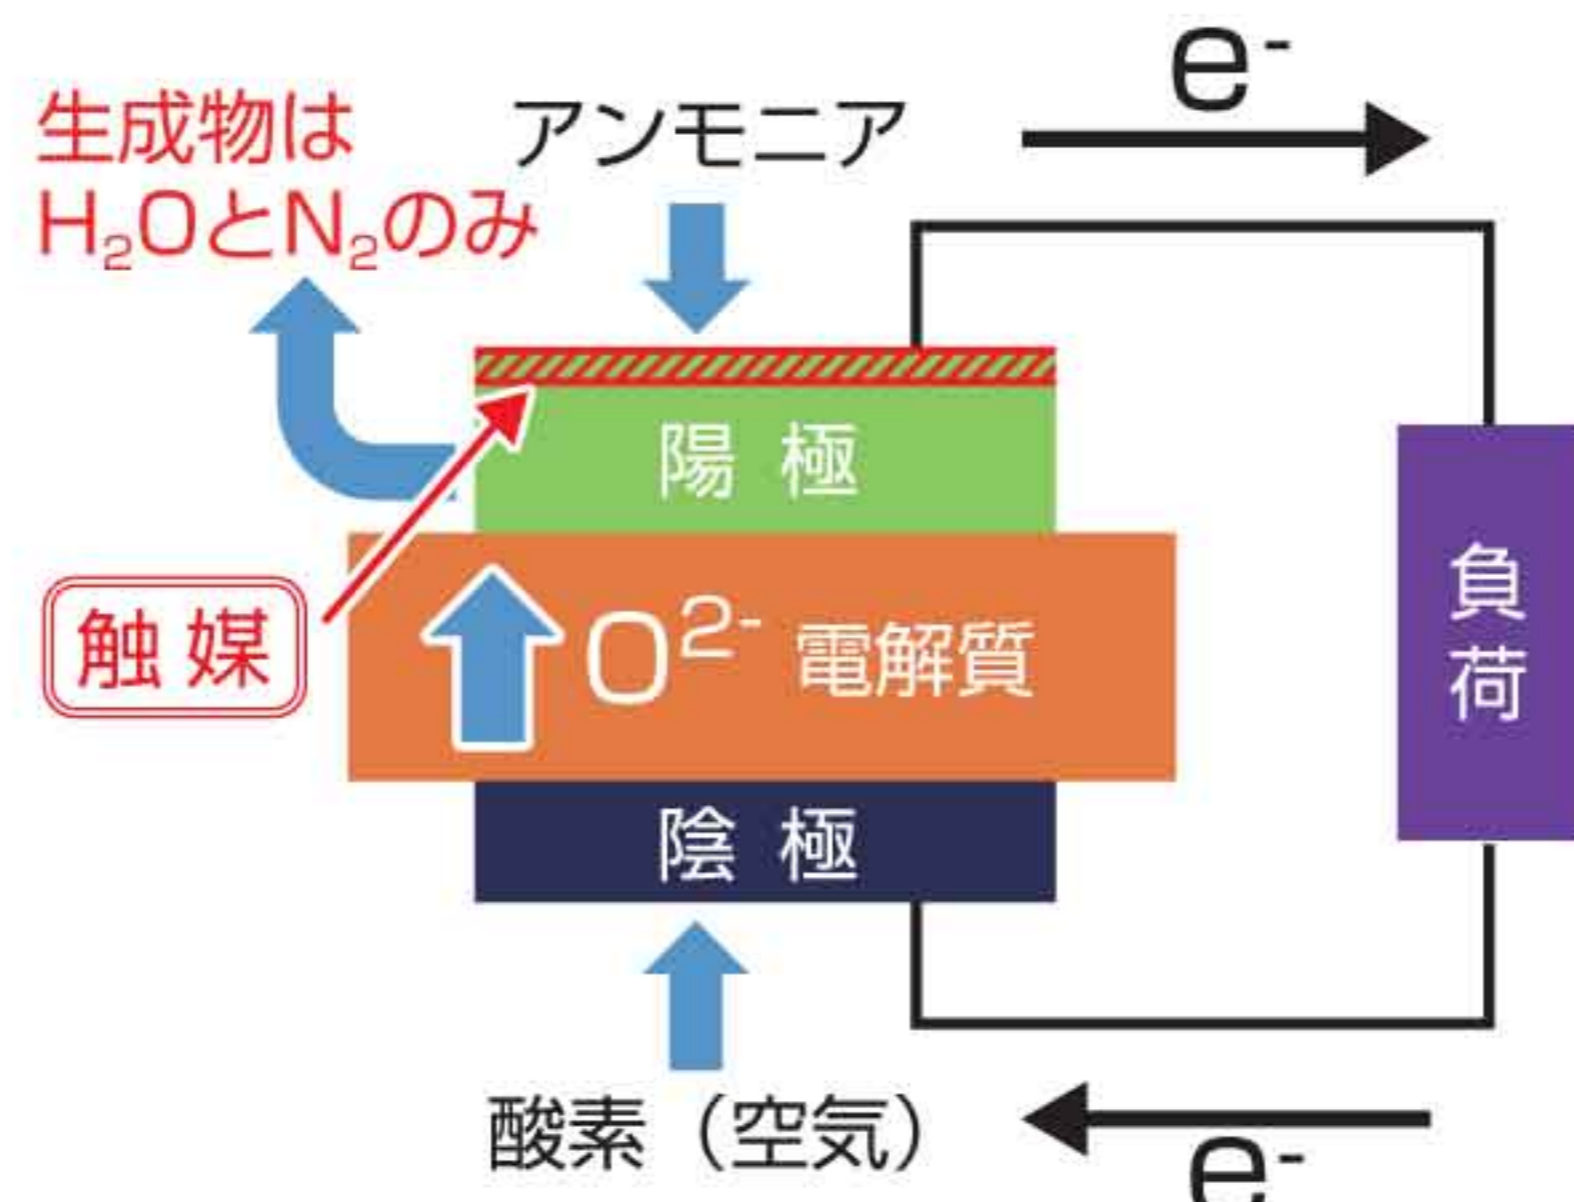 e⁻
生成物は
H₂OとN₂のみ
アンモニア
陽極
触媒
O²⁻ 電解質
負荷
陰極
酸素（空気）
e⁻